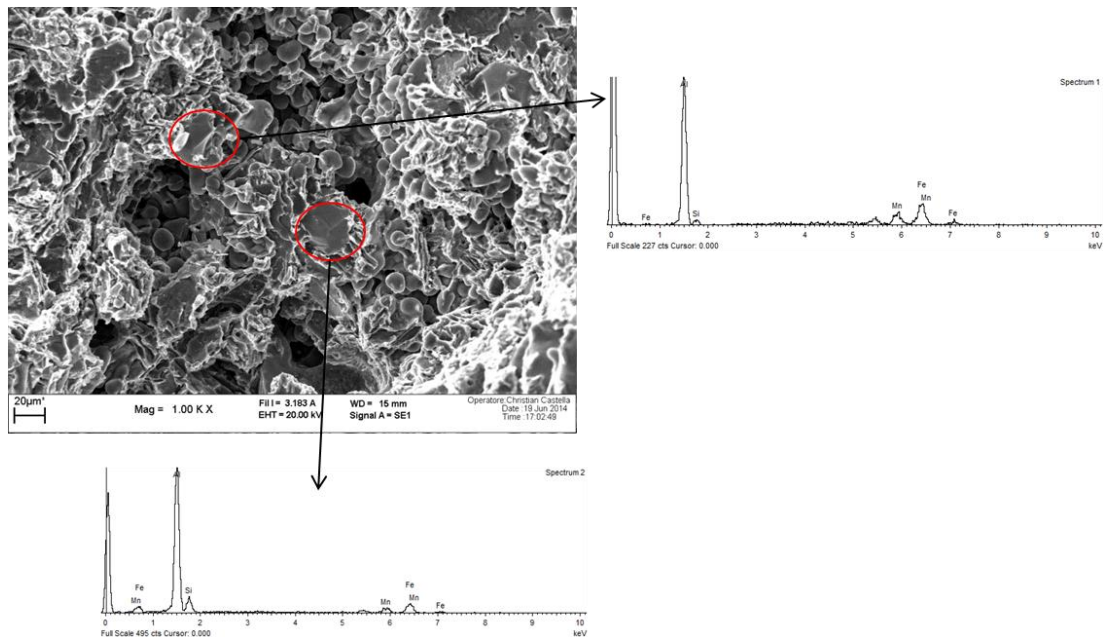 20µm*
Mag = 1.00 K X
Fil I = 3.183 A
EHT = 20.00 kV
WD = 15 mm
Signal A = SE1
Operatore:Christian Castella
Date :19 Jun 2014
Time :17:02:49
Spectrum 1
Al
Si
Fe
Mn
Fe
Mn
Fe
0 1 2 3 4 5 6 7 8 9 10
Full Scale 227 cts Cursor: 0.000 keV
Spectrum 2
Al
Fe
Mn
Si
Mn
Fe
Fe
0 1 2 3 4 5 6 7 8 9 10
Full Scale 495 cts Cursor: 0.000 keV